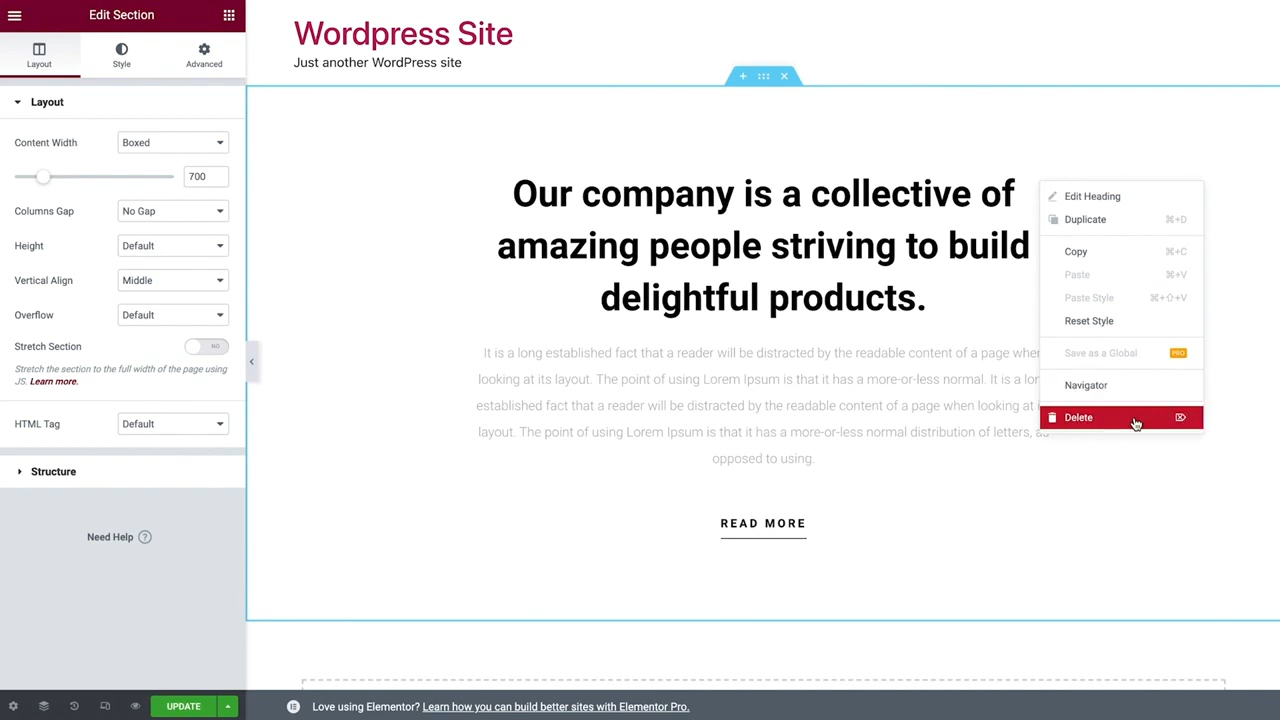 Edit Section
Layout
Style
Advanced
Layout
Content Width
Boxed
700
Columns Gap
No Gap
Height
Default
Vertical Align
Middle
Overflow
Default
Stretch Section
NO
Stretch the section to the full width of the page using
JS. Learn more.
HTML Tag
Default
Structure
Need Help ?
UPDATE
Wordpress Site
Just another WordPress site
Our company is a collective of
amazing people striving to build
delightful products.
It is a long established fact that a reader will be distracted by the readable content of a page when
looking at its layout. The point of using Lorem Ipsum is that it has a more-or-less normal. It is a lon
established fact that a reader will be distracted by the readable content of a page when looking at i
layout. The point of using Lorem Ipsum is that it has a more-or-less normal distribution of letters, as
opposed to using.
READ MORE
Edit Heading
Duplicate ⌘+D
Copy ⌘+C
Paste ⌘+V
Paste Style ⌘+⇧+V
Reset Style
Save as a Global PRO
Navigator
Delete ⌦
Love using Elementor? Learn how you can build better sites with Elementor Pro.